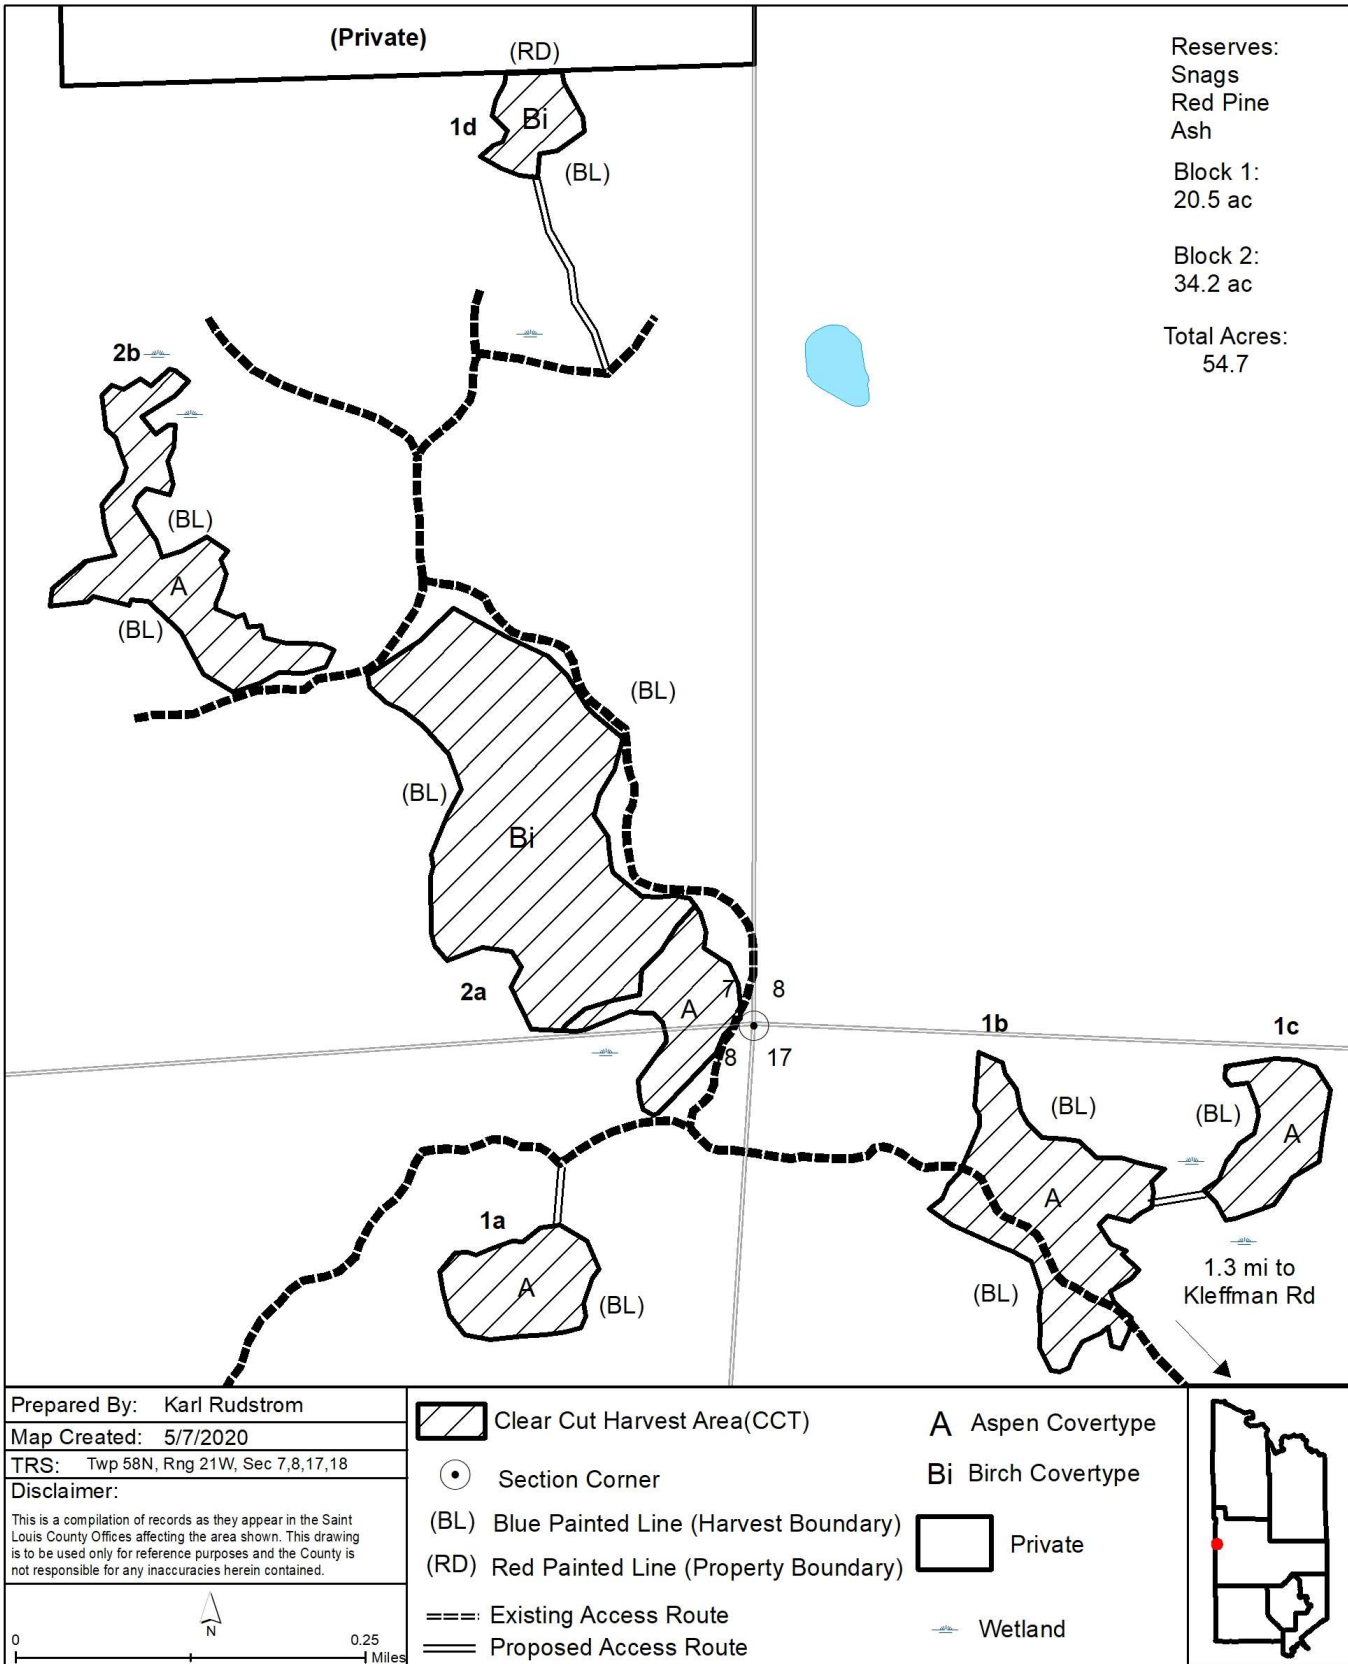 (Private)
(RD)
Reserves:
Snags
Red Pine
Ash
Block 1:
20.5 ac
Block 2:
34.2 ac
Total Acres:
54.7
1d
Bi
(BL)
2b
(BL)
A
(BL)
(BL)
(BL)
Bi
2a
7
8
A
8
17
1b
1c
(BL)
(BL)
A
A
1a
A
(BL)
(BL)
1.3 mi to
Kleffman Rd
Prepared By: Karl Rudstrom
Map Created: 5/7/2020
TRS: Twp 58N, Rng 21W, Sec 7,8,17,18
Disclaimer:
This is a compilation of records as they appear in the Saint
Louis County Offices affecting the area shown. This drawing
is to be used only for reference purposes and the County is
not responsible for any inaccuracies herein contained.
N
0 0.25
Miles
Clear Cut Harvest Area(CCT)
Section Corner
(BL) Blue Painted Line (Harvest Boundary)
(RD) Red Painted Line (Property Boundary)
Existing Access Route
Proposed Access Route
A Aspen Covertype
Bi Birch Covertype
Private
Wetland